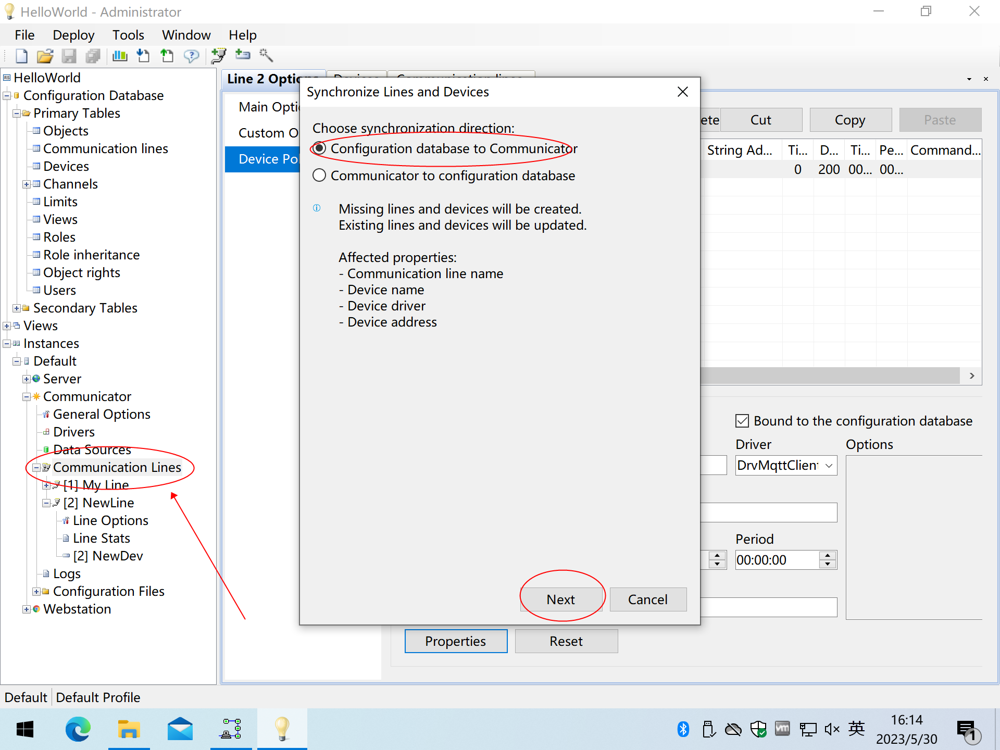 HelloWorld - Administrator
File Deploy Tools Window Help
HelloWorld
Configuration Database
Primary Tables
Objects
Communication lines
Devices
Channels
Limits
Views
Roles
Role inheritance
Object rights
Users
Secondary Tables
Views
Instances
Default
Server
Communicator
General Options
Drivers
Data Sources
Communication Lines
[1] My Line
[2] NewLine
Line Options
Line Stats
[2] NewDev
Logs
Configuration Files
Webstation
Line 2 Options Devices Communication lines
Main Optio
Custom O
Device Pol
Synchronize Lines and Devices
Choose synchronization direction:
Configuration database to Communicator
Communicator to configuration database
Missing lines and devices will be created.
Existing lines and devices will be updated.
Affected properties:
- Communication line name
- Device name
- Device driver
- Device address
Next Cancel
ete Cut Copy Paste
String Ad... Ti... D... Ti... Pe... Command...
0 200 00... 00...
Bound to the configuration database
Driver Options
DrvMqttClient
Period
00:00:00
Properties Reset
Default Default Profile
英
16:14
2023/5/30
1